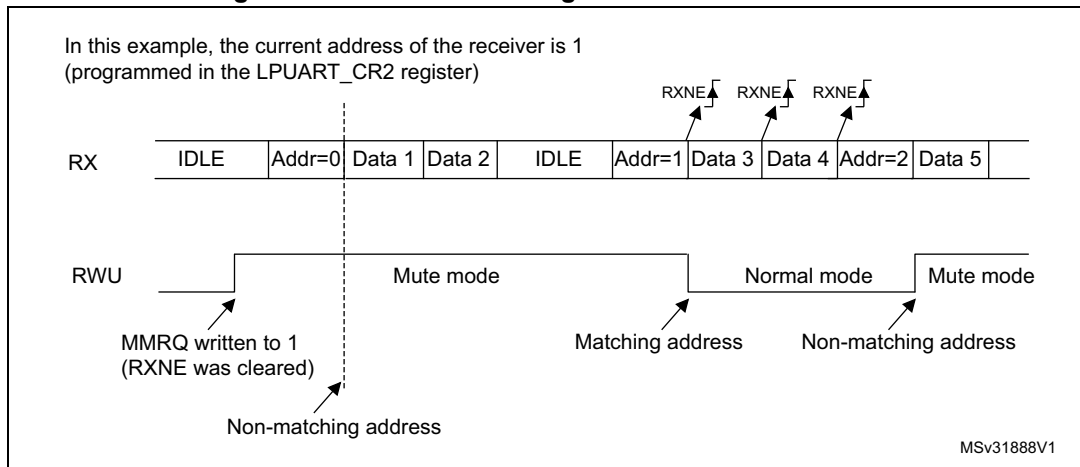 In this example, the current address of the receiver is 1
(programmed in the LPUART_CR2 register)
RXNE RXNE RXNE
RX IDLE Addr=0 Data 1 Data 2 IDLE Addr=1 Data 3 Data 4 Addr=2 Data 5
RWU Mute mode Normal mode Mute mode
MMRQ written to 1
(RXNE was cleared)
Matching address Non-matching address
Non-matching address
MSv31888V1